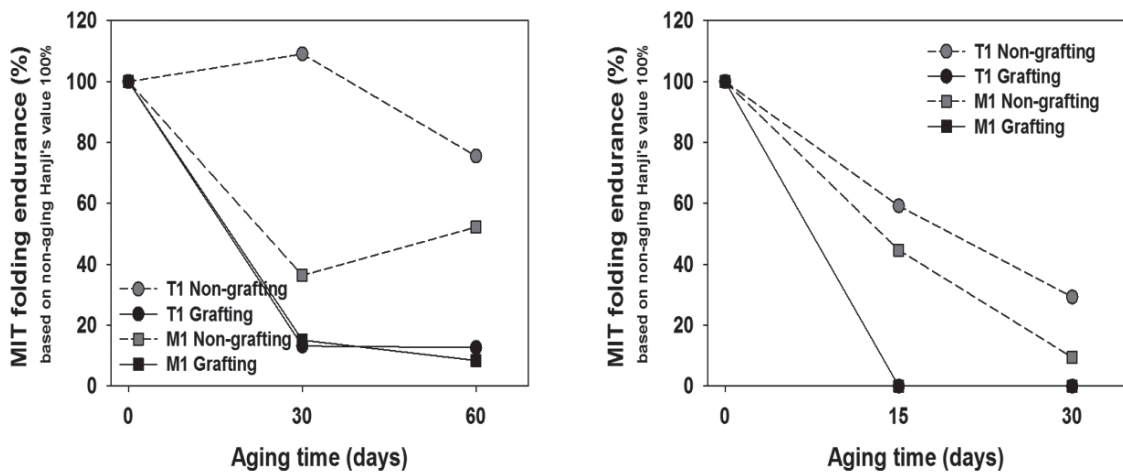 MIT folding endurance (%)
based on non-aging Hanji's value 100%
120
100
80
60
40
20
0
T1 Non-grafting
T1 Grafting
M1 Non-grafting
M1 Grafting
0
30
60
Aging time (days)
MIT folding endurance (%)
based on non-aging Hanji's value 100%
120
100
80
60
40
20
0
T1 Non-grafting
T1 Grafting
M1 Non-grafting
M1 Grafting
0
15
30
Aging time (days)